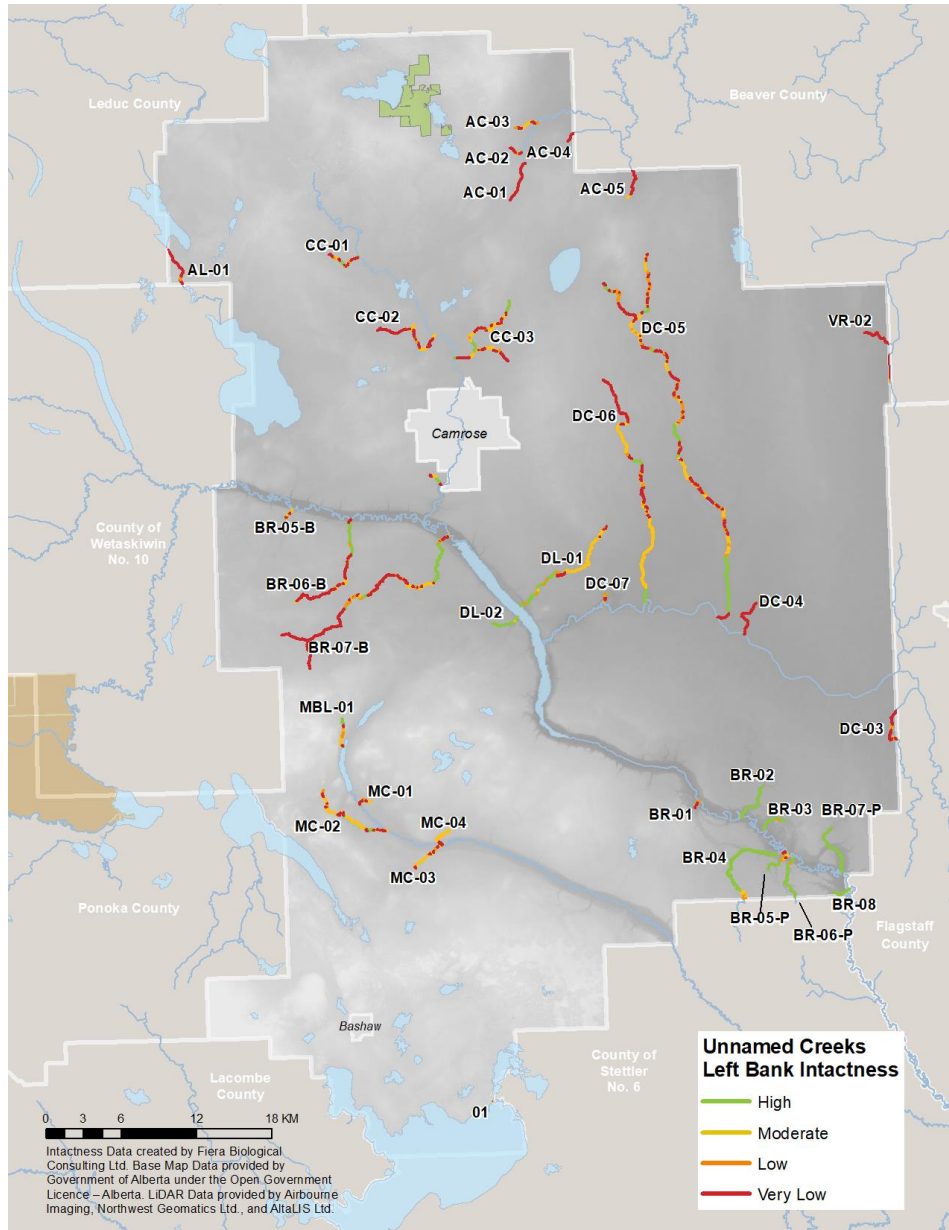 Leduc County
Beaver County
AC-03
AC-02
AC-04
AC-01
AC-05
CC-01
AL-01
CC-02
CC-03
DC-05
VR-02
DC-06
Camrose
County of
Wetaskiwin
No. 10
BR-05-B
BR-06-B
DL-01
DC-07
DC-04
DL-02
BR-07-B
MBL-01
DC-03
MC-01
MC-02
MC-04
MC-03
BR-02
BR-01
BR-03
BR-07-P
BR-04
BR-05-P
BR-06-P
BR-08
Ponoka County
Flagstaff
County
Bashaw
Lacombe
County
County of
Stettler
No. 6
01
Unnamed Creeks
Left Bank Intactness
High
Moderate
Low
Very Low
0 3 6 12 18 KM
Intactness Data created by Fiera Biological
Consulting Ltd. Base Map Data provided by
Government of Alberta under the Open Government
Licence – Alberta. LiDAR Data provided by Airbourne
Imaging, Northwest Geomatics Ltd., and AltaLIS Ltd.